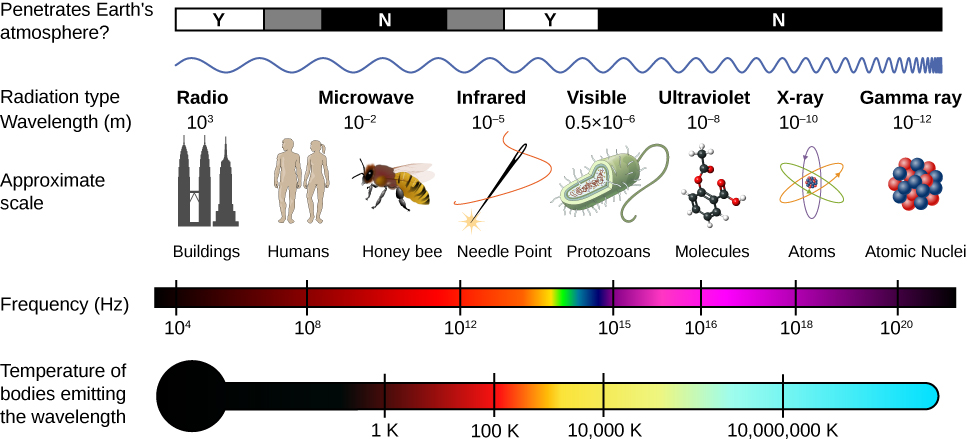 Penetrates Earth's
atmosphere?
Y N Y N
Radiation type Radio Microwave Infrared Visible Ultraviolet X-ray Gamma ray
Wavelength (m) 10³ 10⁻² 10⁻⁵ 0.5×10⁻⁶ 10⁻⁸ 10⁻¹⁰ 10⁻¹²
Approximate
scale
Buildings Humans Honey bee Needle Point Protozoans Molecules Atoms Atomic Nuclei
Frequency (Hz)
10⁴ 10⁸ 10¹² 10¹⁵ 10¹⁶ 10¹⁸ 10²⁰
Temperature of
bodies emitting
the wavelength
1 K 100 K 10,000 K 10,000,000 K